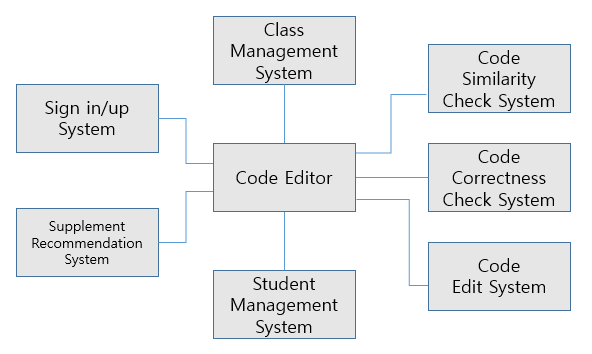 Class
Management
System
Code
Similarity
Check System
Sign in/up
System
Code Editor
Code
Correctness
Check System
Supplement
Recommendation
System
Student
Management
System
Code
Edit System